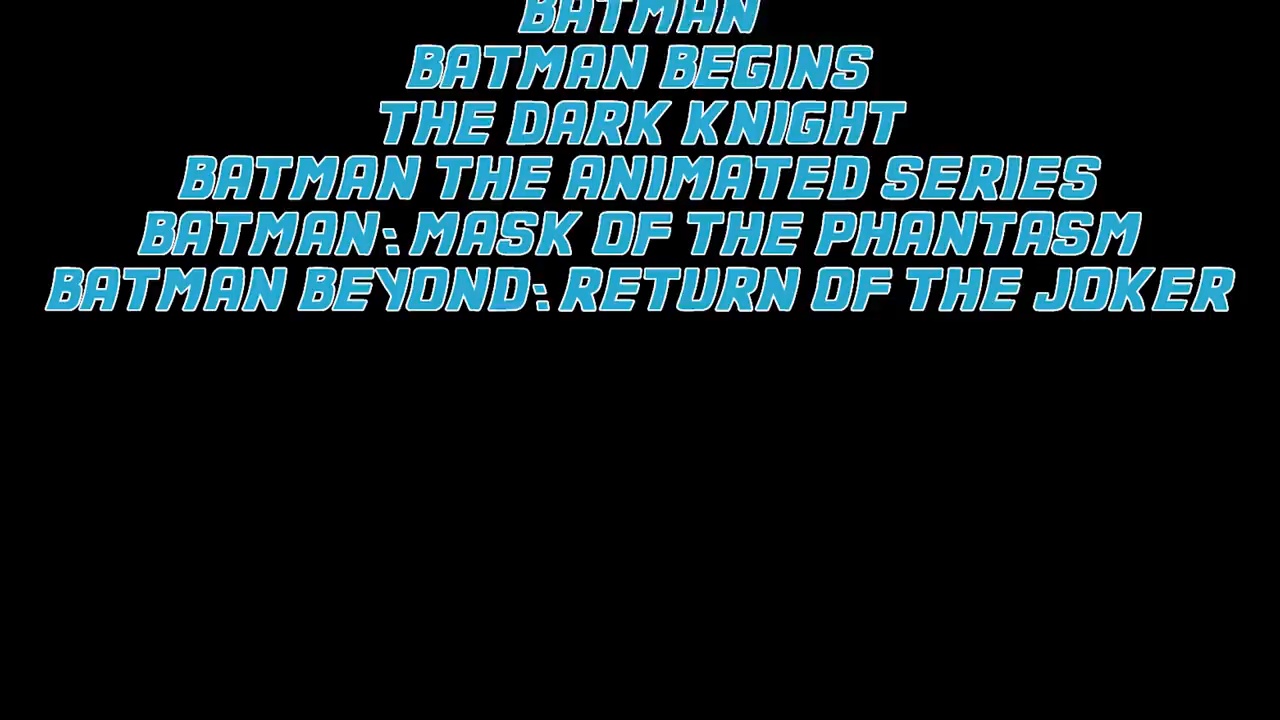 BATMAN
BATMAN BEGINS
THE DARK KNIGHT
BATMAN THE ANIMATED SERIES
BATMAN: MASK OF THE PHANTASM
BATMAN BEYOND: RETURN OF THE JOKER